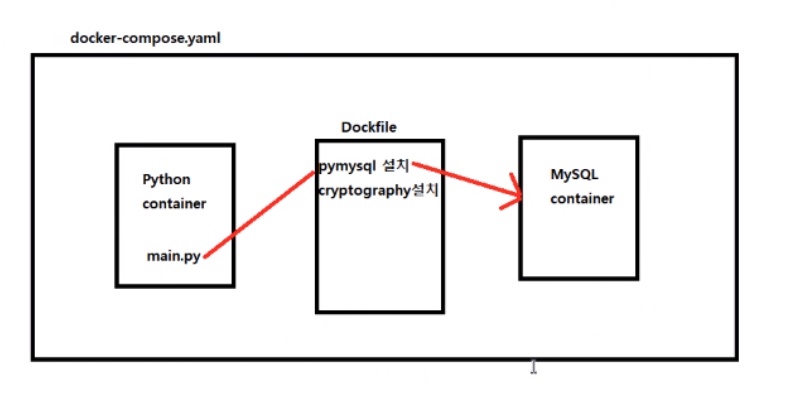 docker-compose.yaml
Dockfile
Python
container
main.py
pymysql 설치
cryptography설치
MySQL
container